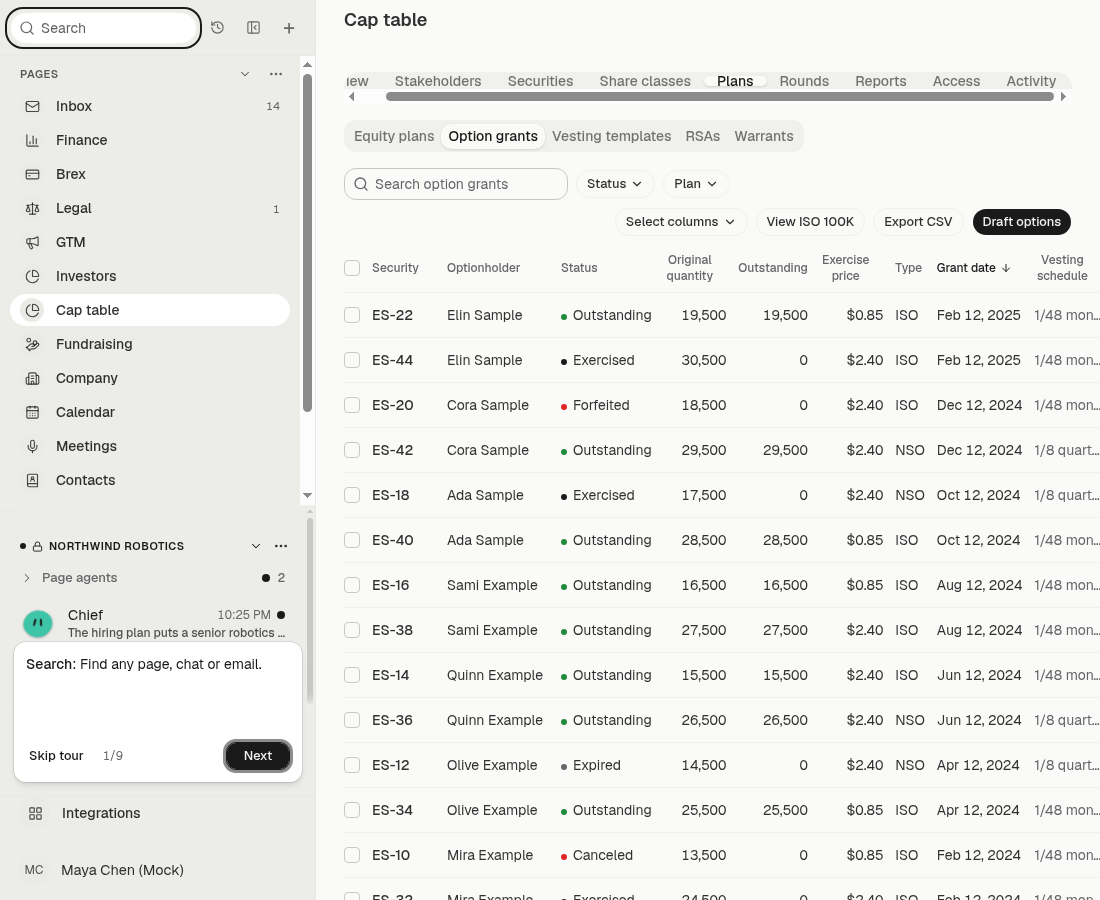 Search
PAGES
Inbox 14
Finance
Brex
Legal 1
GTM
Investors
Cap table
Fundraising
Company
Calendar
Meetings
Contacts
NORTHWIND ROBOTICS
Page agents 2
Chief 10:25 PM
The hiring plan puts a senior robotics ...
Search: Find any page, chat or email.
Skip tour 1/9 Next
Integrations
MC Maya Chen (Mock)
Cap table
iew Stakeholders Securities Share classes Plans Rounds Reports Access Activity
Equity plans Option grants Vesting templates RSAs Warrants
Search option grants Status Plan
Select columns View ISO 100K Export CSV Draft options
Security Optionholder Status Original quantity Outstanding Exercise price Type Grant date Vesting schedule
ES-22 Elin Sample Outstanding 19,500 19,500 $0.85 ISO Feb 12, 2025 1/48 mon...
ES-44 Elin Sample Exercised 30,500 0 $2.40 ISO Feb 12, 2025 1/48 mon...
ES-20 Cora Sample Forfeited 18,500 0 $2.40 ISO Dec 12, 2024 1/48 mon...
ES-42 Cora Sample Outstanding 29,500 29,500 $2.40 NSO Dec 12, 2024 1/8 quart...
ES-18 Ada Sample Exercised 17,500 0 $2.40 NSO Oct 12, 2024 1/8 quart...
ES-40 Ada Sample Outstanding 28,500 28,500 $0.85 ISO Oct 12, 2024 1/48 mon...
ES-16 Sami Example Outstanding 16,500 16,500 $0.85 ISO Aug 12, 2024 1/48 mon...
ES-38 Sami Example Outstanding 27,500 27,500 $2.40 ISO Aug 12, 2024 1/48 mon...
ES-14 Quinn Example Outstanding 15,500 15,500 $2.40 ISO Jun 12, 2024 1/48 mon...
ES-36 Quinn Example Outstanding 26,500 26,500 $2.40 NSO Jun 12, 2024 1/8 quart...
ES-12 Olive Example Expired 14,500 0 $2.40 NSO Apr 12, 2024 1/8 quart...
ES-34 Olive Example Outstanding 25,500 25,500 $0.85 ISO Apr 12, 2024 1/48 mon...
ES-10 Mira Example Canceled 13,500 0 $0.85 ISO Feb 12, 2024 1/48 mon...
ES-32 Mira Example Exercised 24,500 0 $2.40 ISO Feb 12, 2024 1/48 mon...